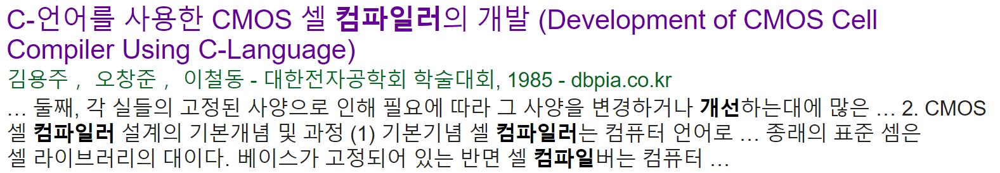 C-언어를 사용한 CMOS 셀 컴파일러의 개발 (Development of CMOS Cell
Compiler Using C-Language)
김용주 , 오창준 , 이철동 - 대한전자공학회 학술대회, 1985 - dbpia.co.kr
… 둘째, 각 실들의 고정된 사양으로 인해 필요에 따라 그 사양을 변경하거나 개선하는대에 많은 … 2. CMOS
셀 컴파일러 설계의 기본개념 및 과정 (1) 기본기념 셀 컴파일러는 컴퓨터 언어로 … 종래의 표준 셈은
셀 라이브러리의 대이다. 베이스가 고정되어 있는 반면 셀 컴파일버는 컴퓨터 …